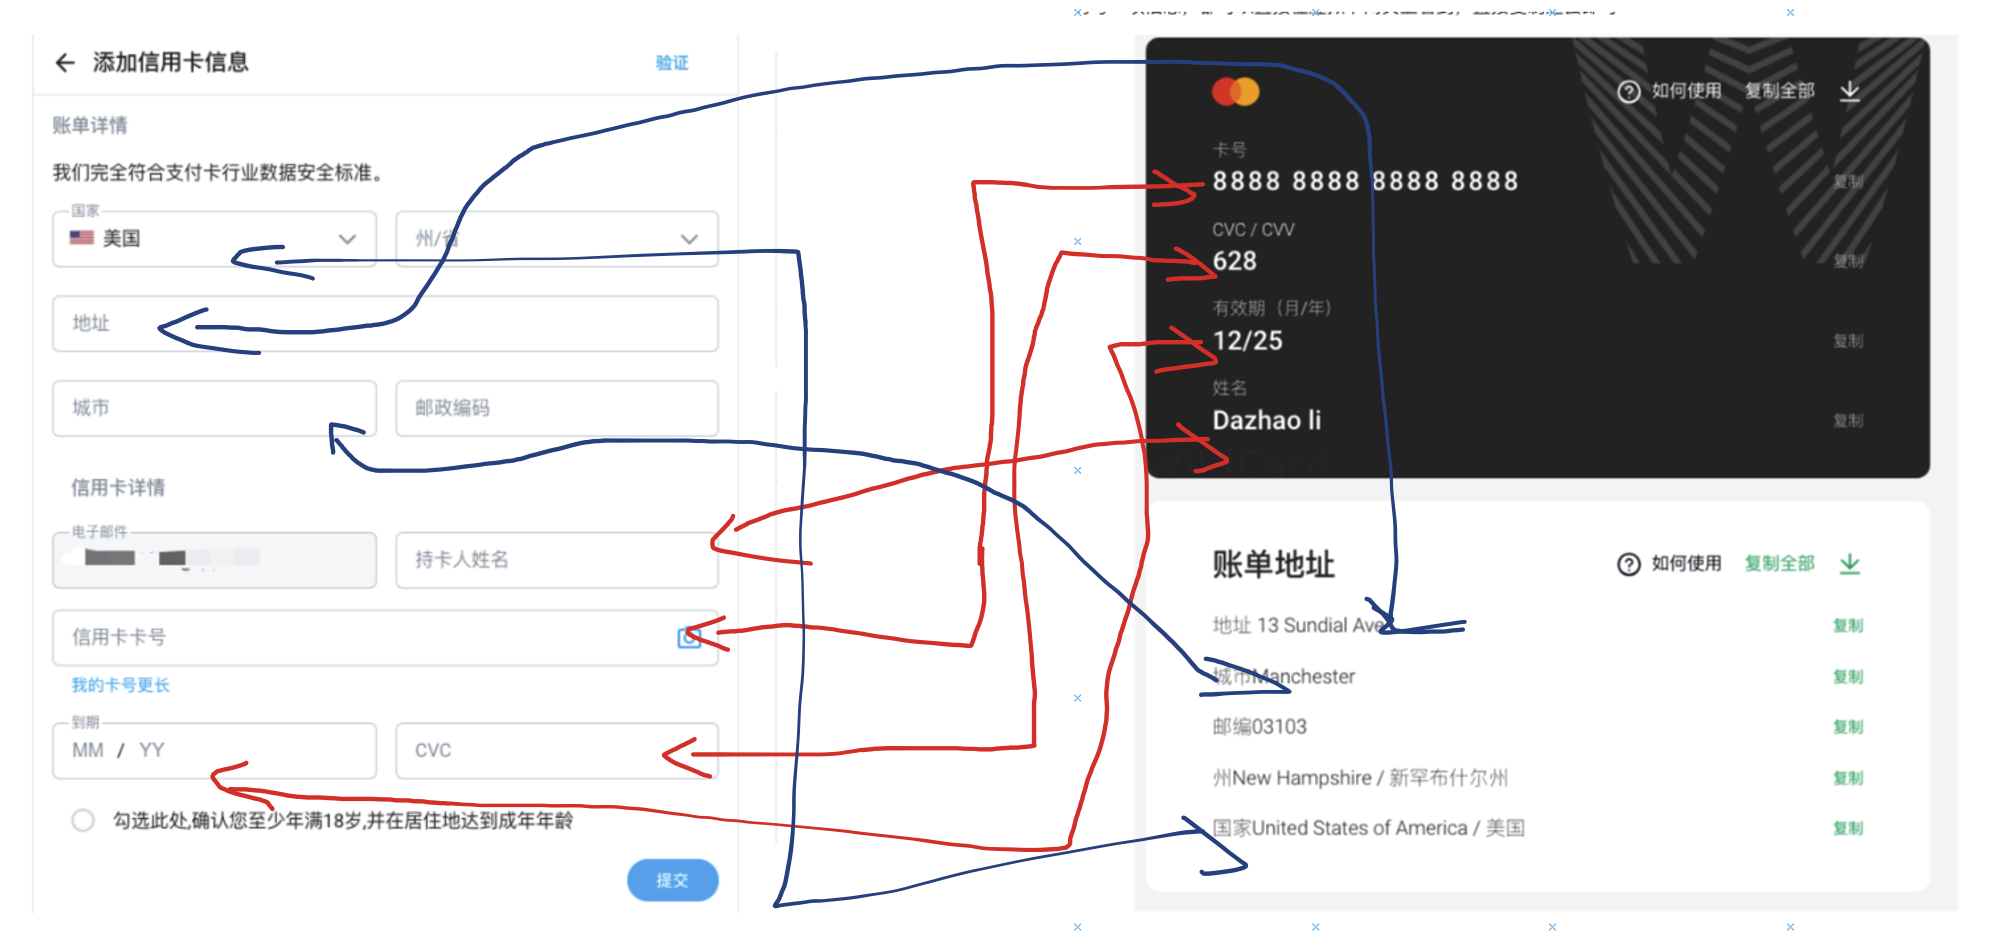 添加信用卡信息
验证
账单详情
我们完全符合支付卡行业数据安全标准。
国家
美国
州/省
地址
城市
邮政编码
信用卡详情
电子邮件
持卡人姓名
信用卡卡号
我的卡号更长
到期
MM / YY
CVC
勾选此处,确认您至少年满18岁,并在居住地达到成年年龄
提交
如何使用 复制全部
卡号
8888 8888 8888 8888
复制
CVC / CVV
628
复制
有效期（月/年）
12/25
复制
姓名
Dazhao li
复制
账单地址
如何使用 复制全部
地址 13 Sundial Ave
复制
城市Manchester
复制
邮编03103
复制
州New Hampshire / 新罕布什尔州
复制
国家United States of America / 美国
复制